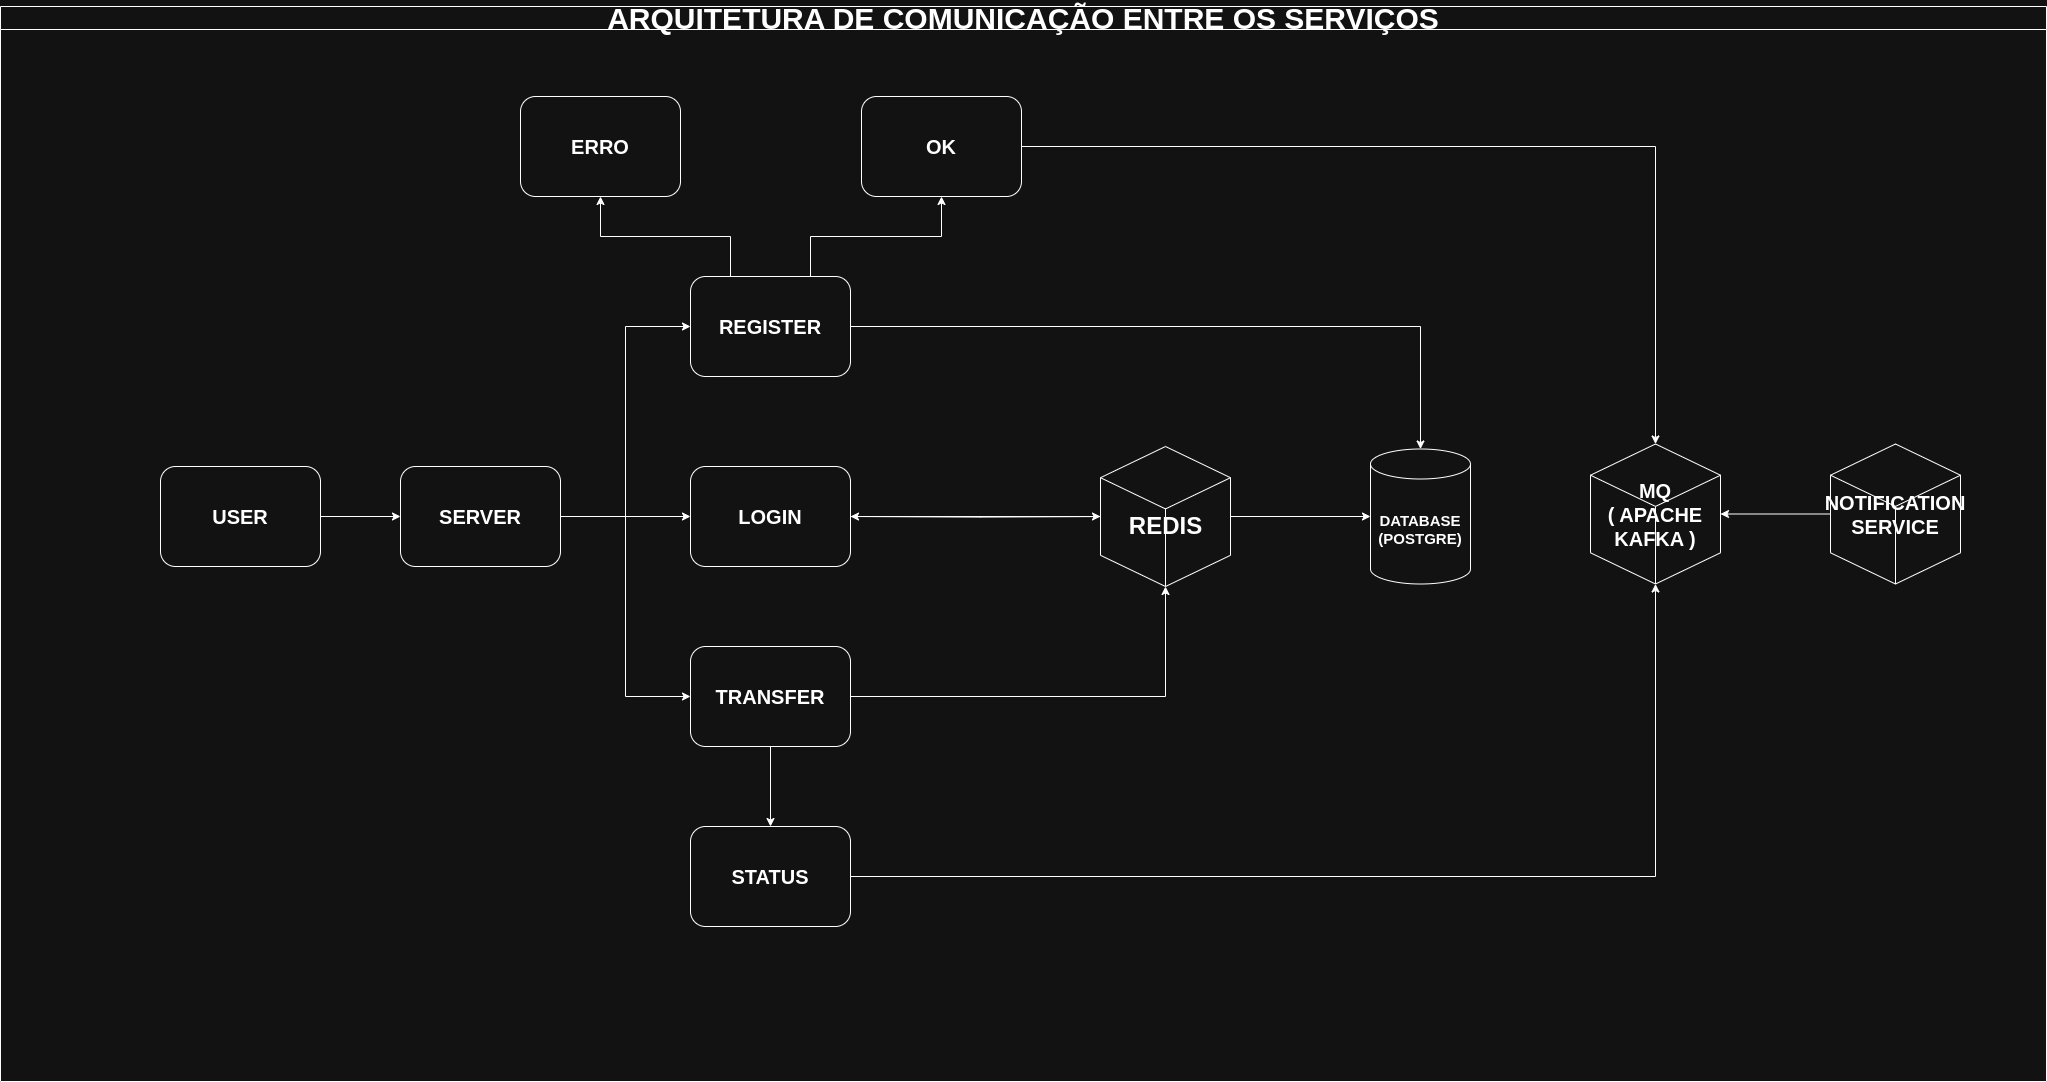 ARQUITETURA DE COMUNICAÇÃO ENTRE OS SERVIÇOS
ERRO
OK
REGISTER
USER
SERVER
LOGIN
REDIS
DATABASE
(POSTGRE)
MQ
( APACHE
KAFKA )
NOTIFICATION
SERVICE
TRANSFER
STATUS